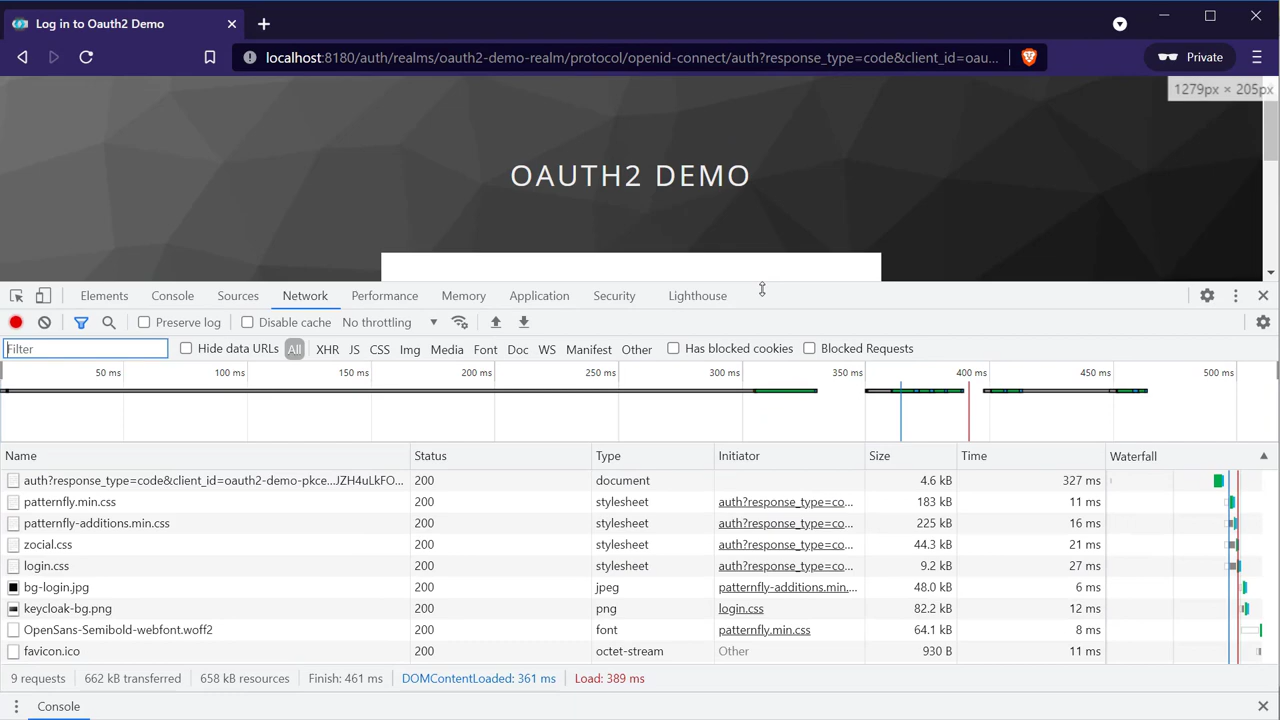 Log in to Oauth2 Demo
localhost:8180/auth/realms/oauth2-demo-realm/protocol/openid-connect/auth?response_type=code&client_id=oau...
Private
1279px × 205px
OAUTH2 DEMO
Elements Console Sources Network Performance Memory Application Security Lighthouse
Preserve log Disable cache No throttling
Filter Hide data URLs All XHR JS CSS Img Media Font Doc WS Manifest Other Has blocked cookies Blocked Requests
50 ms 100 ms 150 ms 200 ms 250 ms 300 ms 350 ms 400 ms 450 ms 500 ms
Name Status Type Initiator Size Time Waterfall
auth?response_type=code&client_id=oauth2-demo-pkce...JZH4uLkFO... 200 document 4.6 kB 327 ms
patternfly.min.css 200 stylesheet auth?response_type=co... 183 kB 11 ms
patternfly-additions.min.css 200 stylesheet auth?response_type=co... 225 kB 16 ms
zocial.css 200 stylesheet auth?response_type=co... 44.3 kB 21 ms
login.css 200 stylesheet auth?response_type=co... 9.2 kB 27 ms
bg-login.jpg 200 jpeg patternfly-additions.min.... 48.0 kB 6 ms
keycloak-bg.png 200 png login.css 82.2 kB 12 ms
OpenSans-Semibold-webfont.woff2 200 font patternfly.min.css 64.1 kB 8 ms
favicon.ico 200 octet-stream Other 930 B 11 ms
9 requests 662 kB transferred 658 kB resources Finish: 461 ms DOMContentLoaded: 361 ms Load: 389 ms
Console